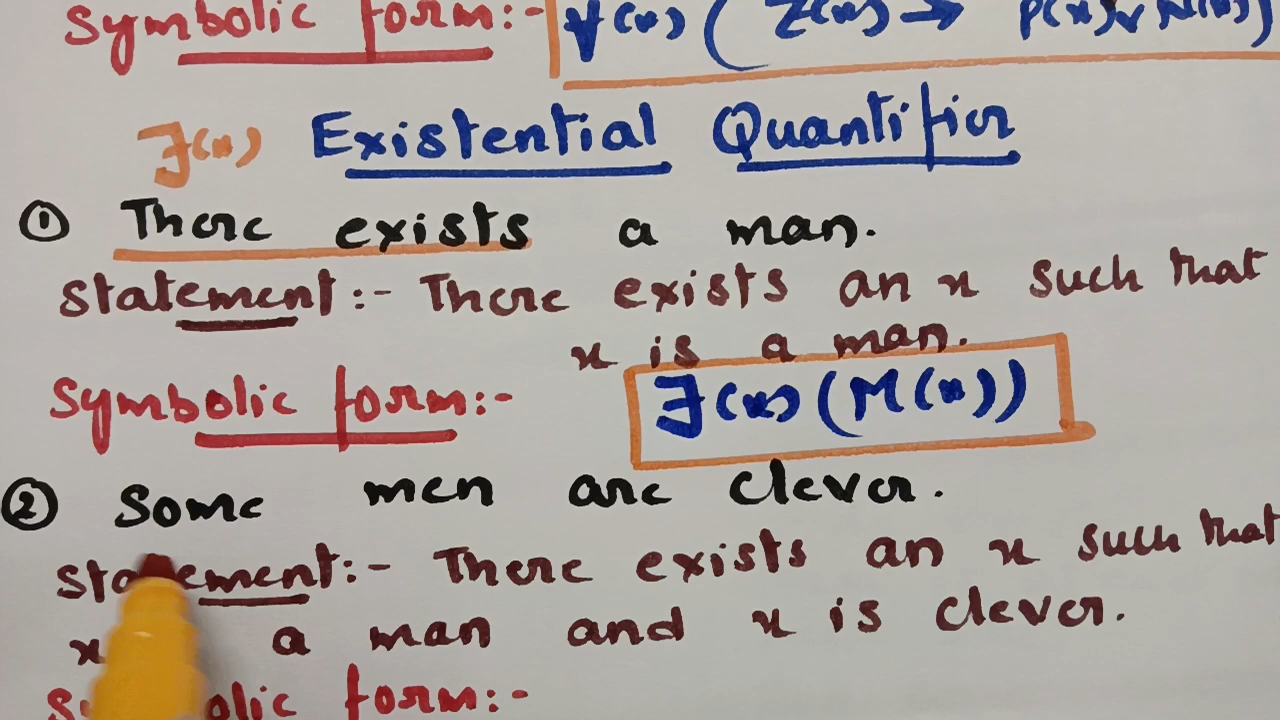 Symbolic form:- ∀(x) ( Z(x) → P(x) ∨ N(x))
∃(x) Existential Quantifier
① There exists a man.
Statement:- There exists an x such that
x is a man.
Symbolic form:- ∃(x) (M(x))
② Some men are clever.
Statement:- There exists an x such that
x a man and x is clever.
Symbolic form:-